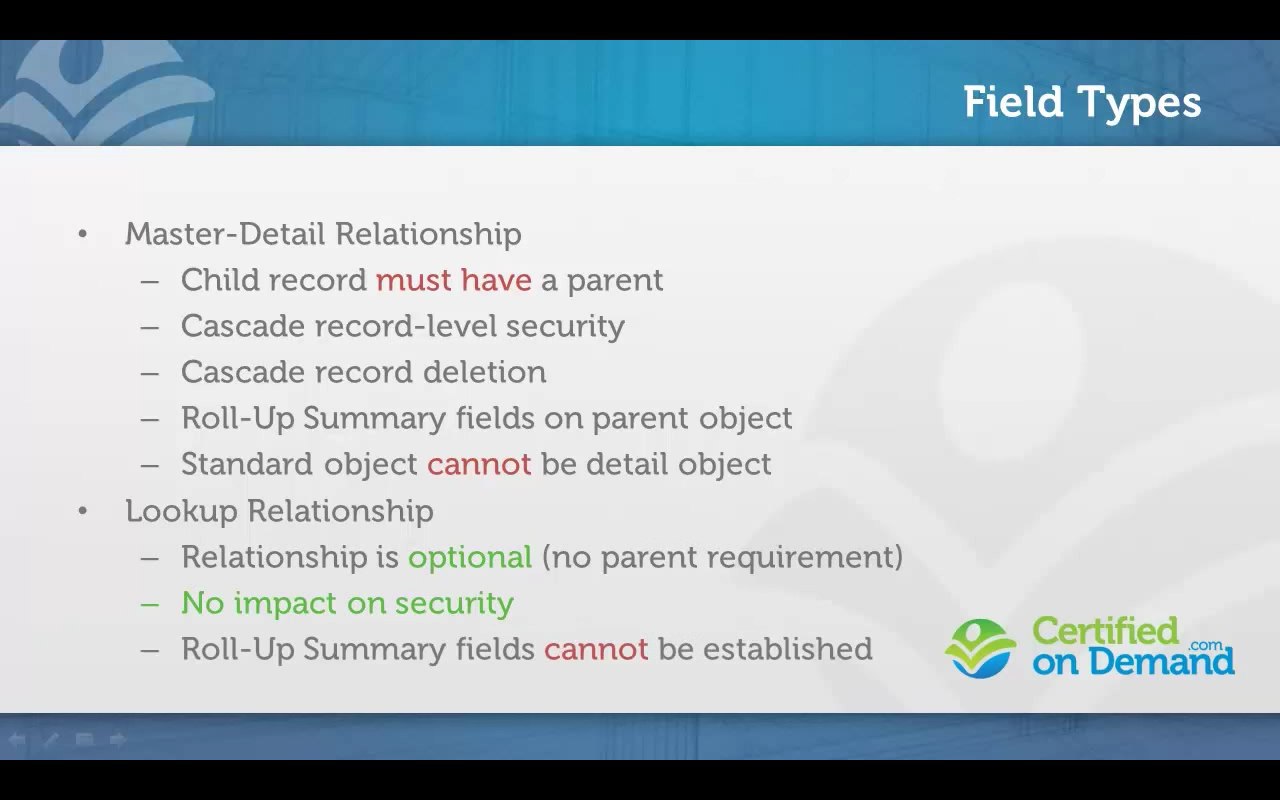 Field Types
• Master-Detail Relationship
– Child record must have a parent
– Cascade record-level security
– Cascade record deletion
– Roll-Up Summary fields on parent object
– Standard object cannot be detail object
• Lookup Relationship
– Relationship is optional (no parent requirement)
– No impact on security
– Roll-Up Summary fields cannot be established
Certified
on Demand.com